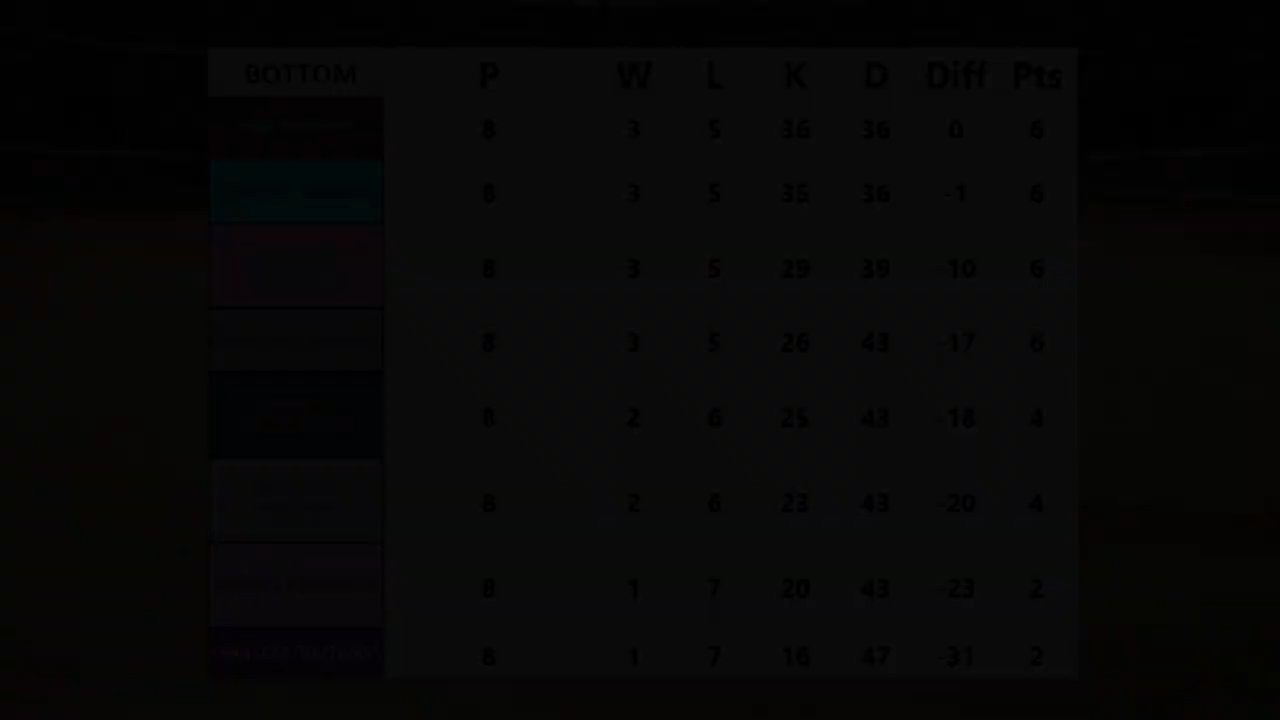 BOTTOM P W L K D Diff Pts
8 3 5 36 36 0 6
8 3 5 35 36 -1 6
8 3 5 29 39 -10 6
8 3 5 26 43 -17 6
8 2 6 25 43 -18 4
8 2 6 23 43 -20 4
8 1 7 20 43 -23 2
8 1 7 16 47 -31 2